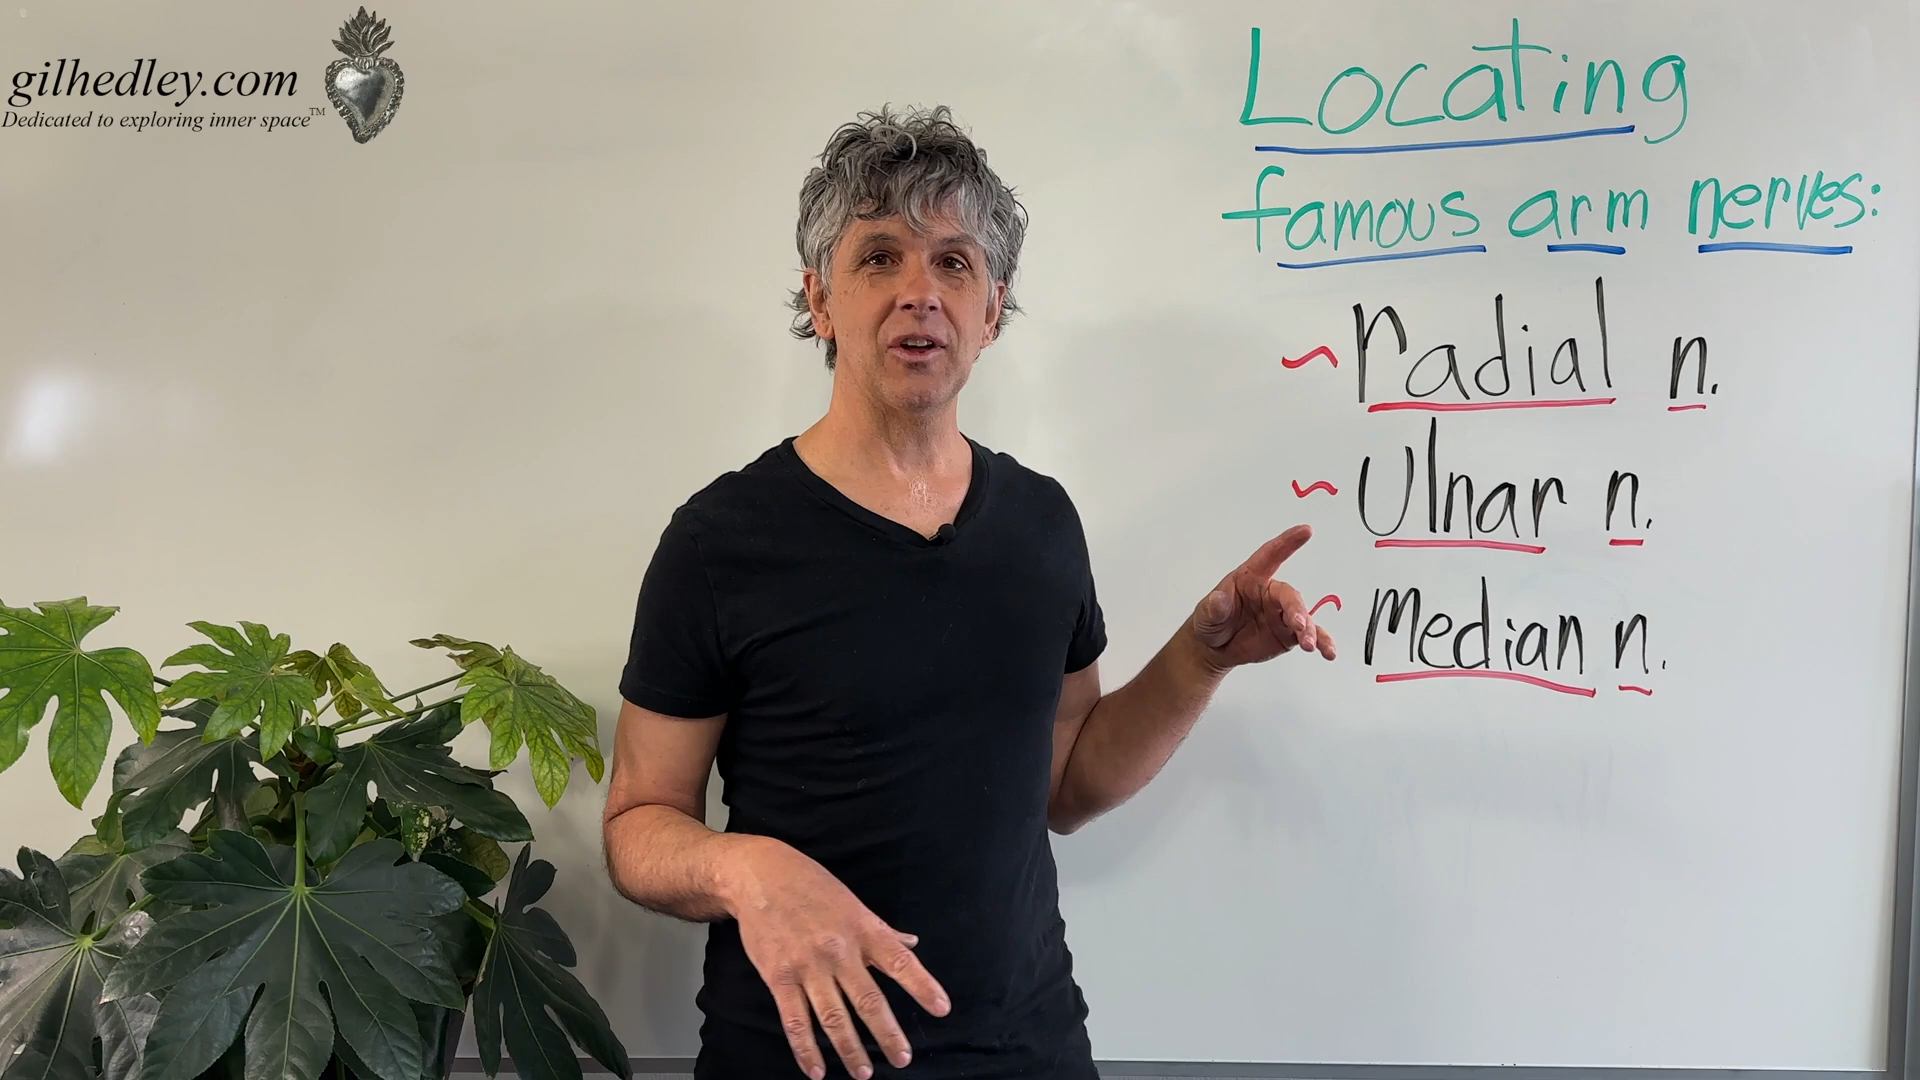 gilhedley.com
Dedicated to exploring inner space™
Locating
famous arm nerves:
~ radial n.
~ Ulnar n.
~ Median n.